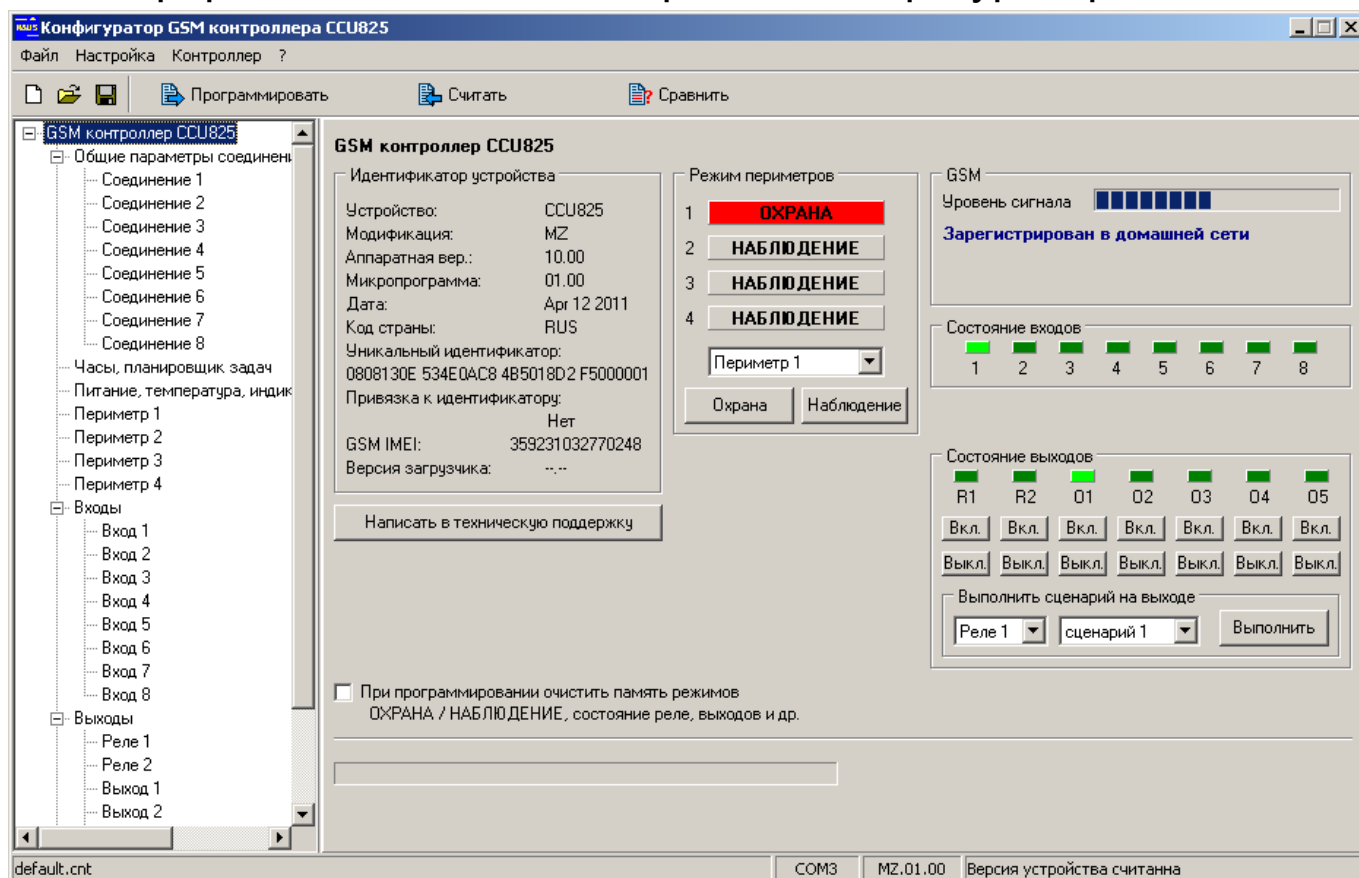 Конфигуратор GSM контроллера CCU825
Файл Настройка Контроллер ?
Программировать Считать Сравнить
GSM контроллер CCU825
Общие параметры соединени
Соединение 1
Соединение 2
Соединение 3
Соединение 4
Соединение 5
Соединение 6
Соединение 7
Соединение 8
Часы, планировщик задач
Питание, температура, индик
Периметр 1
Периметр 2
Периметр 3
Периметр 4
Входы
Вход 1
Вход 2
Вход 3
Вход 4
Вход 5
Вход 6
Вход 7
Вход 8
Выходы
Реле 1
Реле 2
Выход 1
Выход 2
GSM контроллер CCU825
Идентификатор устройства
Устройство: CCU825
Модификация: MZ
Аппаратная вер.: 10.00
Микропрограмма: 01.00
Дата: Apr 12 2011
Код страны: RUS
Уникальный идентификатор:
0808130E 534E0AC8 4B5018D2 F5000001
Привязка к идентификатору:
Нет
GSM IMEI: 359231032770248
Версия загрузчика: --.--
Написать в техническую поддержку
Режим периметров
1 ОХРАНА
2 НАБЛЮДЕНИЕ
3 НАБЛЮДЕНИЕ
4 НАБЛЮДЕНИЕ
Периметр 1
Охрана Наблюдение
GSM
Уровень сигнала
Зарегистрирован в домашней сети
Состояние входов
1 2 3 4 5 6 7 8
Состояние выходов
R1 R2 O1 O2 O3 O4 O5
Вкл. Вкл. Вкл. Вкл. Вкл. Вкл. Вкл.
Выкл. Выкл. Выкл. Выкл. Выкл. Выкл. Выкл.
Выполнить сценарий на выходе
Реле 1 сценарий 1 Выполнить
При программировании очистить память режимов
ОХРАНА / НАБЛЮДЕНИЕ, состояние реле, выходов и др.
default.cnt COM3 MZ.01.00 Версия устройства считанна